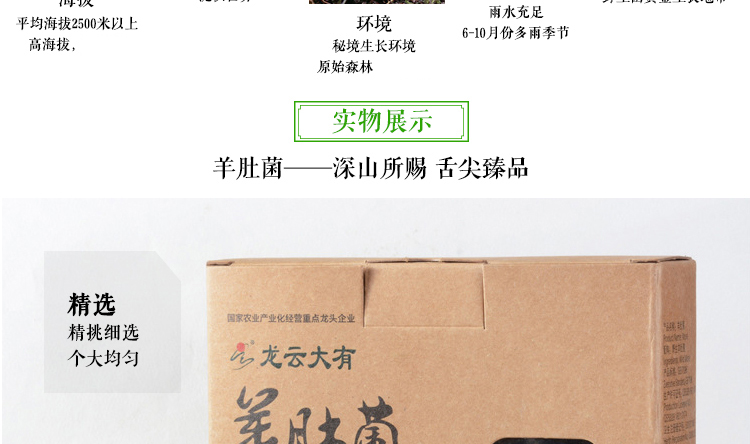 海拔
平均海拔2500米以上
高海拔，
环境
秘境生长环境
原始森林
雨水充足
6-10月份多雨季节
实物展示
羊肚菌——深山所赐 舌尖臻品
精选
精挑细选
个大均匀
国家农业产业化经营重点龙头企业
龙云大有
羊肚菌